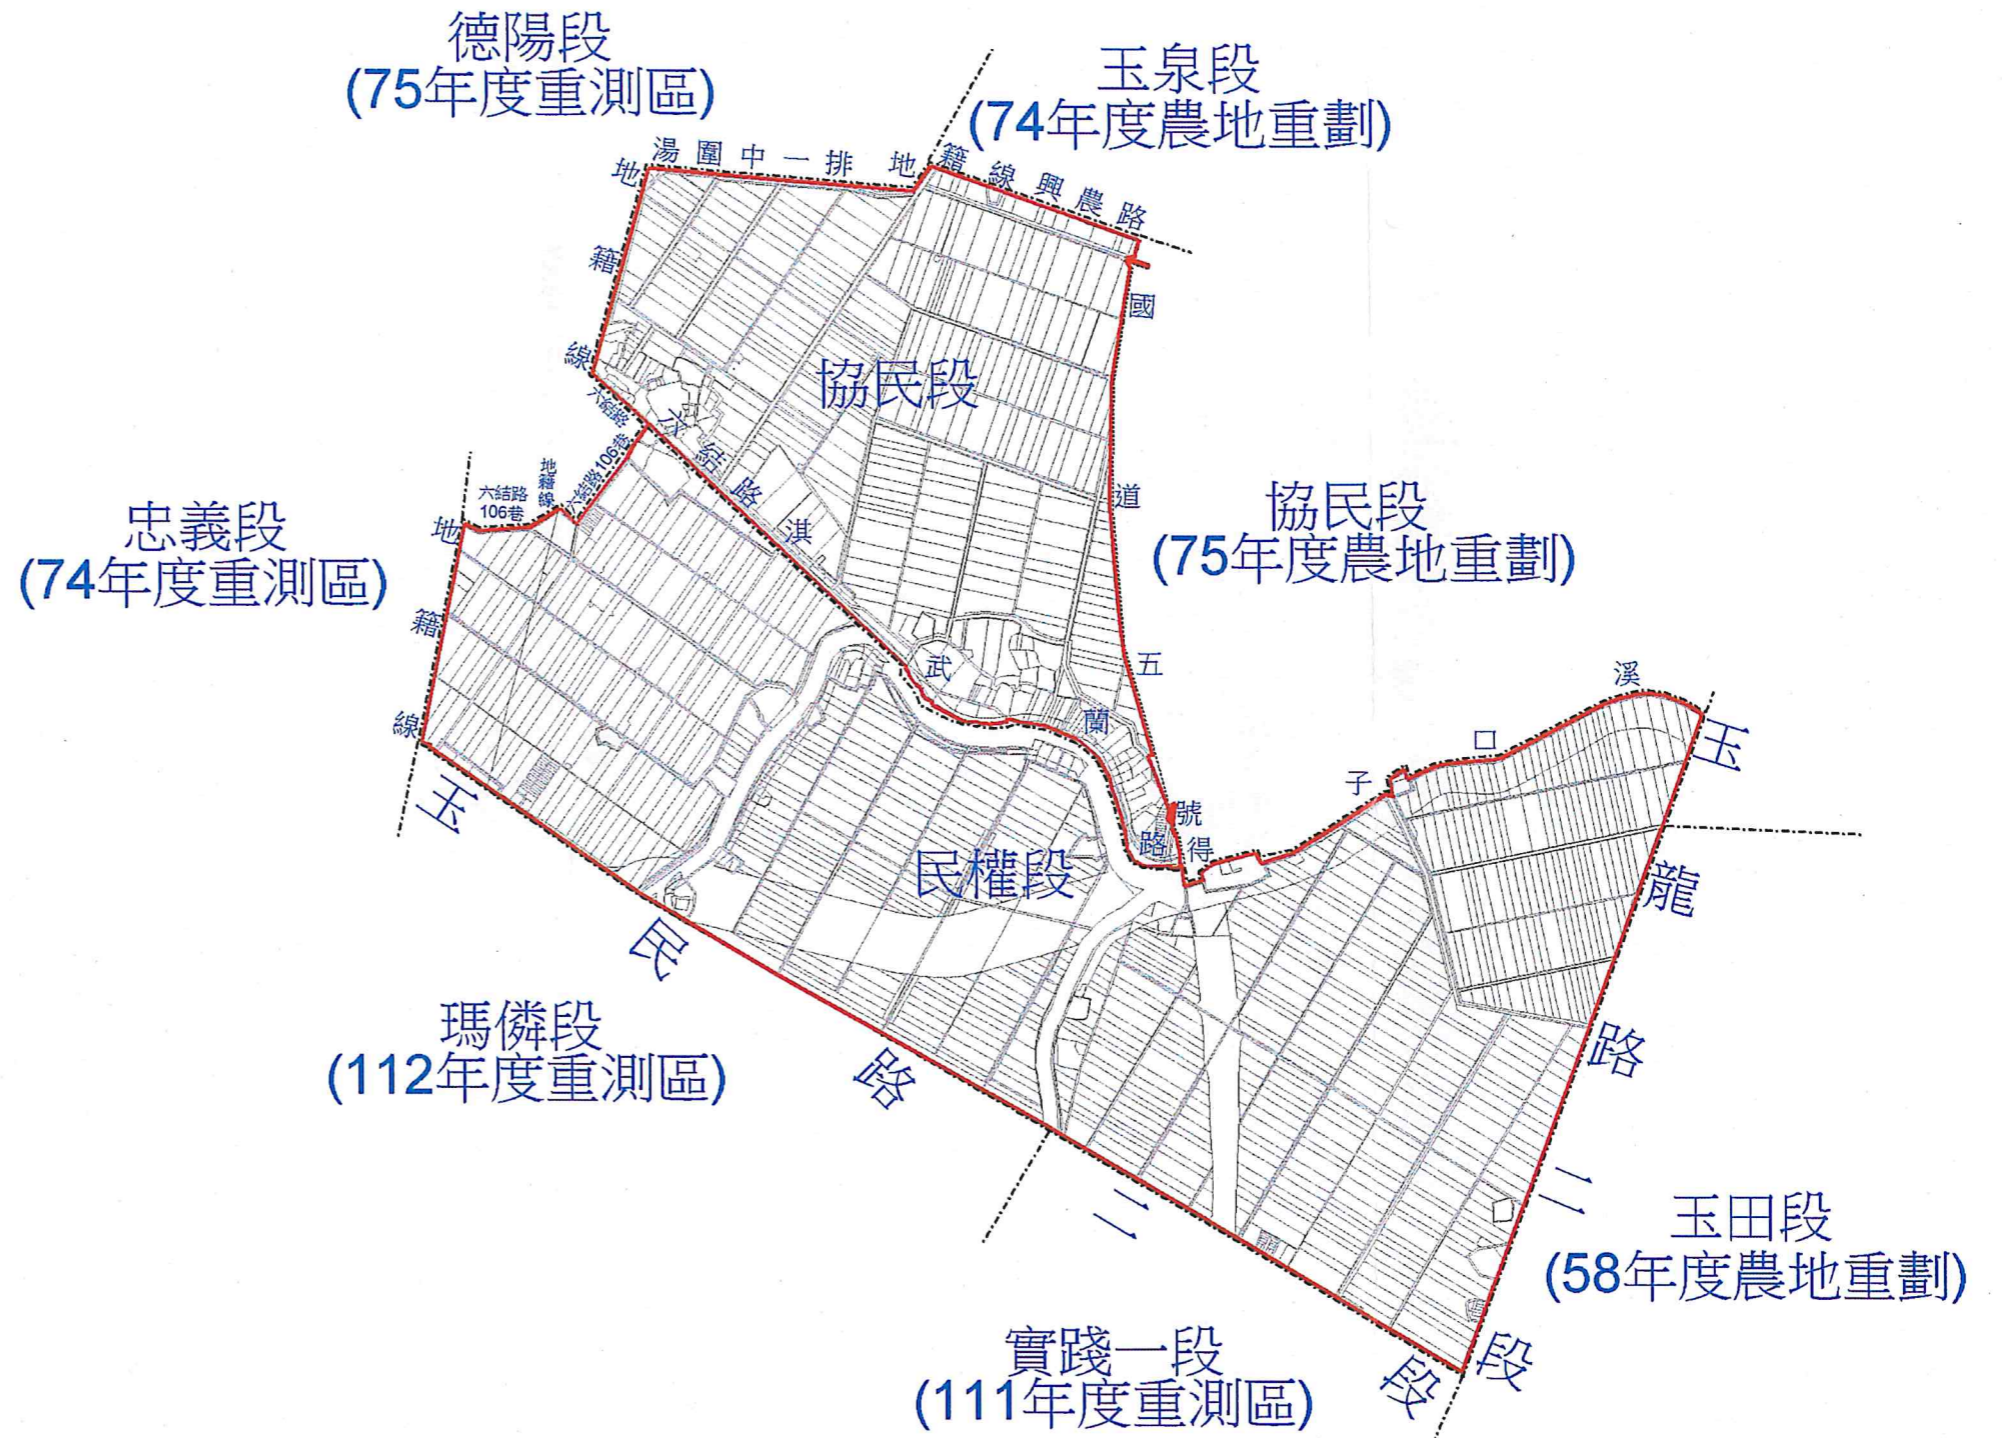 德陽段
(75年度重測區)
玉泉段
(74年度農地重劃)
湯圍中一排
地籍線
興農路
地籍線
國道五號
協民段
六結路
六結路
淇武蘭路
六結路106巷
地籍線
六結路
106巷
忠義段
(74年度重測區)
地籍線
協民段
(75年度農地重劃)
得子口溪
民權段
玉龍路二段
玉民路二段
瑪僯段
(112年度重測區)
玉田段
(58年度農地重劃)
實踐一段
(111年度重測區)